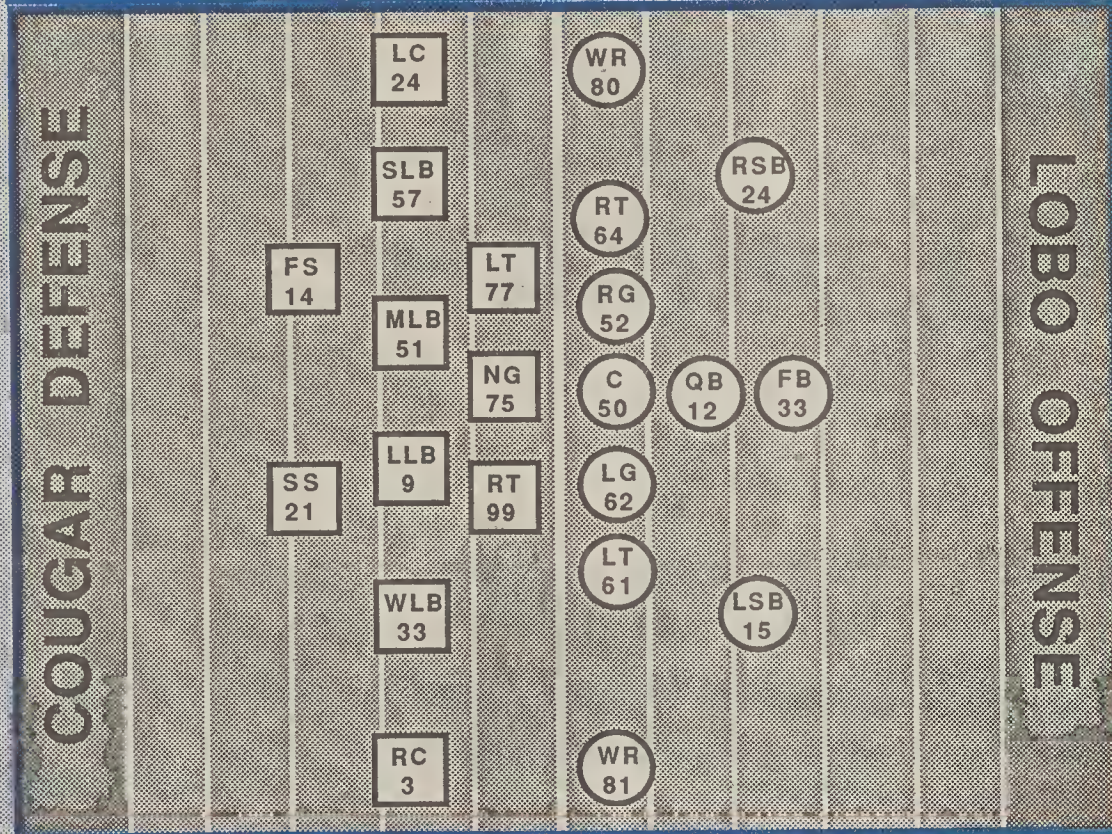 COUGAR DEFENSE
LC
24
SLB
57
FS
14
MLB
51
LLB
9
SS
21
WLB
33
RC
3
LT
77
NG
75
RT
99
WR
80
RT
64
RG
52
C
50
LG
62
LT
61
WR
81
RSB
24
QB
12
FB
33
LSB
15
LOBO OFFENSE